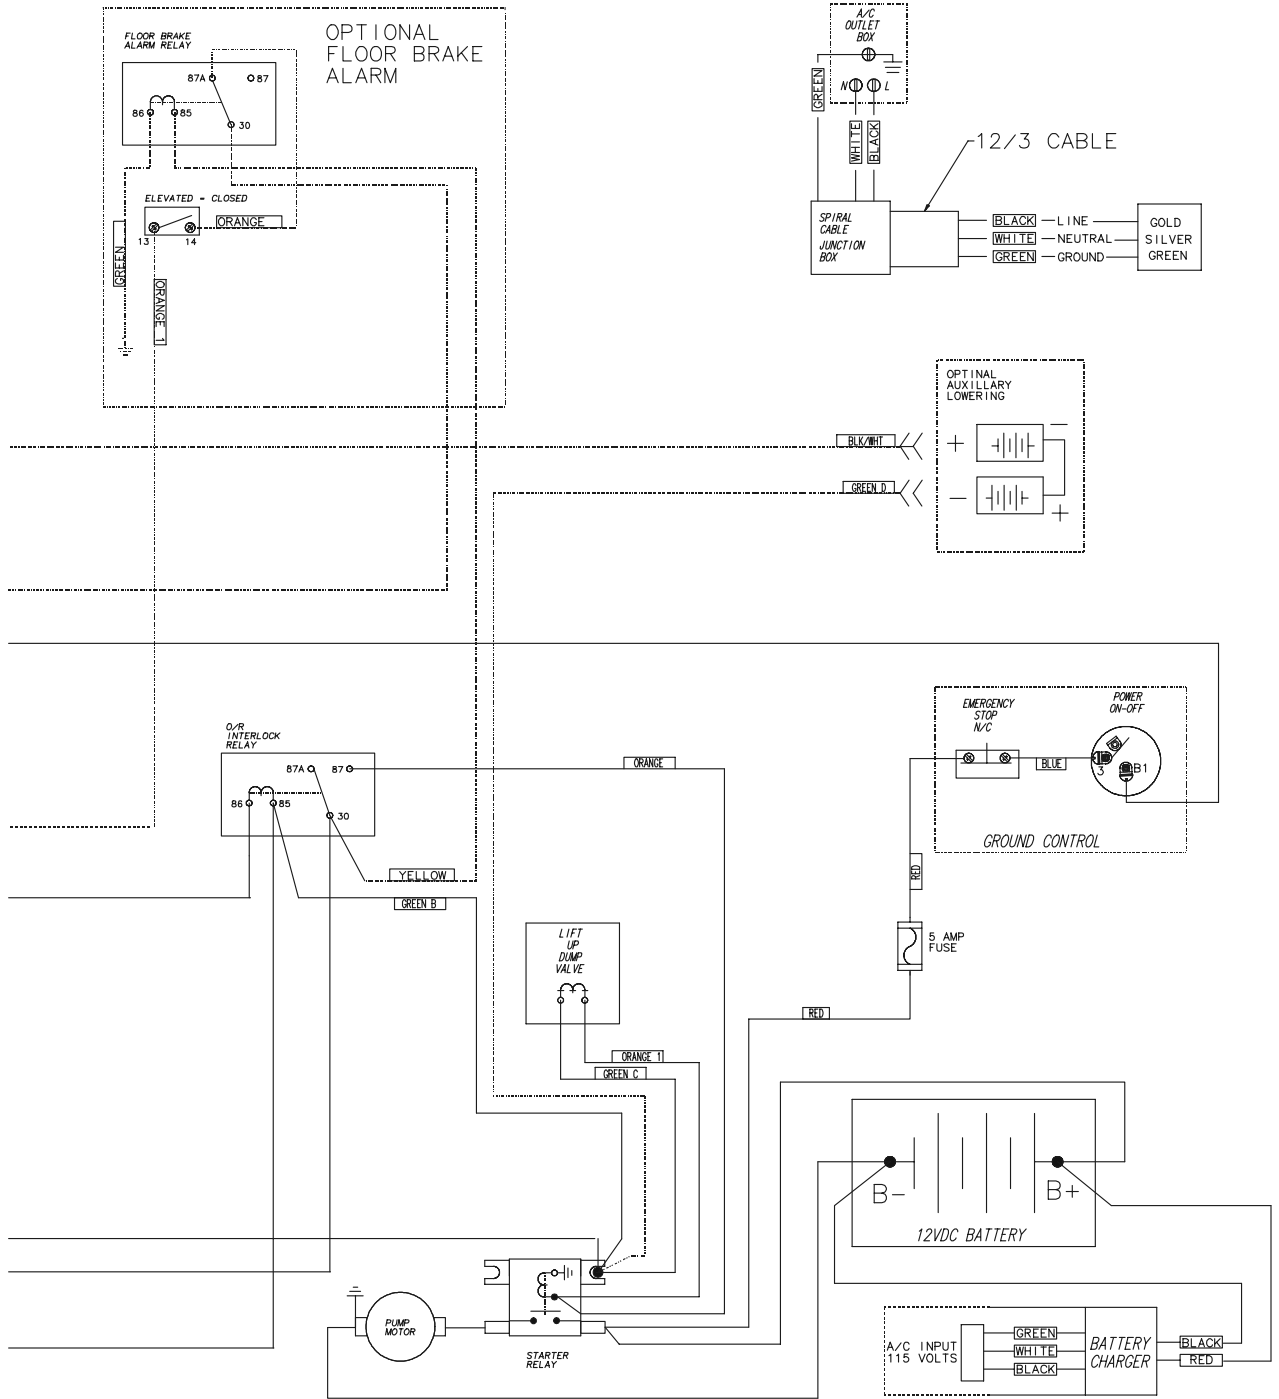 FLOOR BRAKE
ALARM RELAY
OPTIONAL
FLOOR BRAKE
ALARM
87A
87
86
85
30
ELEVATED - CLOSED
ORANGE
13
14
GREEN
ORANGE 1
A/C
OUTLET
BOX
N
L
GREEN
WHITE
BLACK
12/3 CABLE
SPIRAL
CABLE
JUNCTION
BOX
BLACK
LINE
GOLD
WHITE
NEUTRAL
SILVER
GREEN
GROUND
GREEN
OPTINAL
AUXILLARY
LOWERING
BLK/WHT
+
-
GREEN D
-
+
O/R
INTERLOCK
RELAY
87A
87
86
85
30
ORANGE
YELLOW
GREEN B
EMERGENCY
STOP
N/C
POWER
ON-OFF
BLUE
3
B1
GROUND CONTROL
RED
5 AMP
FUSE
RED
LIFT
UP
DUMP
VALVE
ORANGE 1
GREEN C
B-
B+
12VDC BATTERY
PUMP
MOTOR
STARTER
RELAY
A/C INPUT
115 VOLTS
GREEN
WHITE
BLACK
BATTERY
CHARGER
BLACK
RED